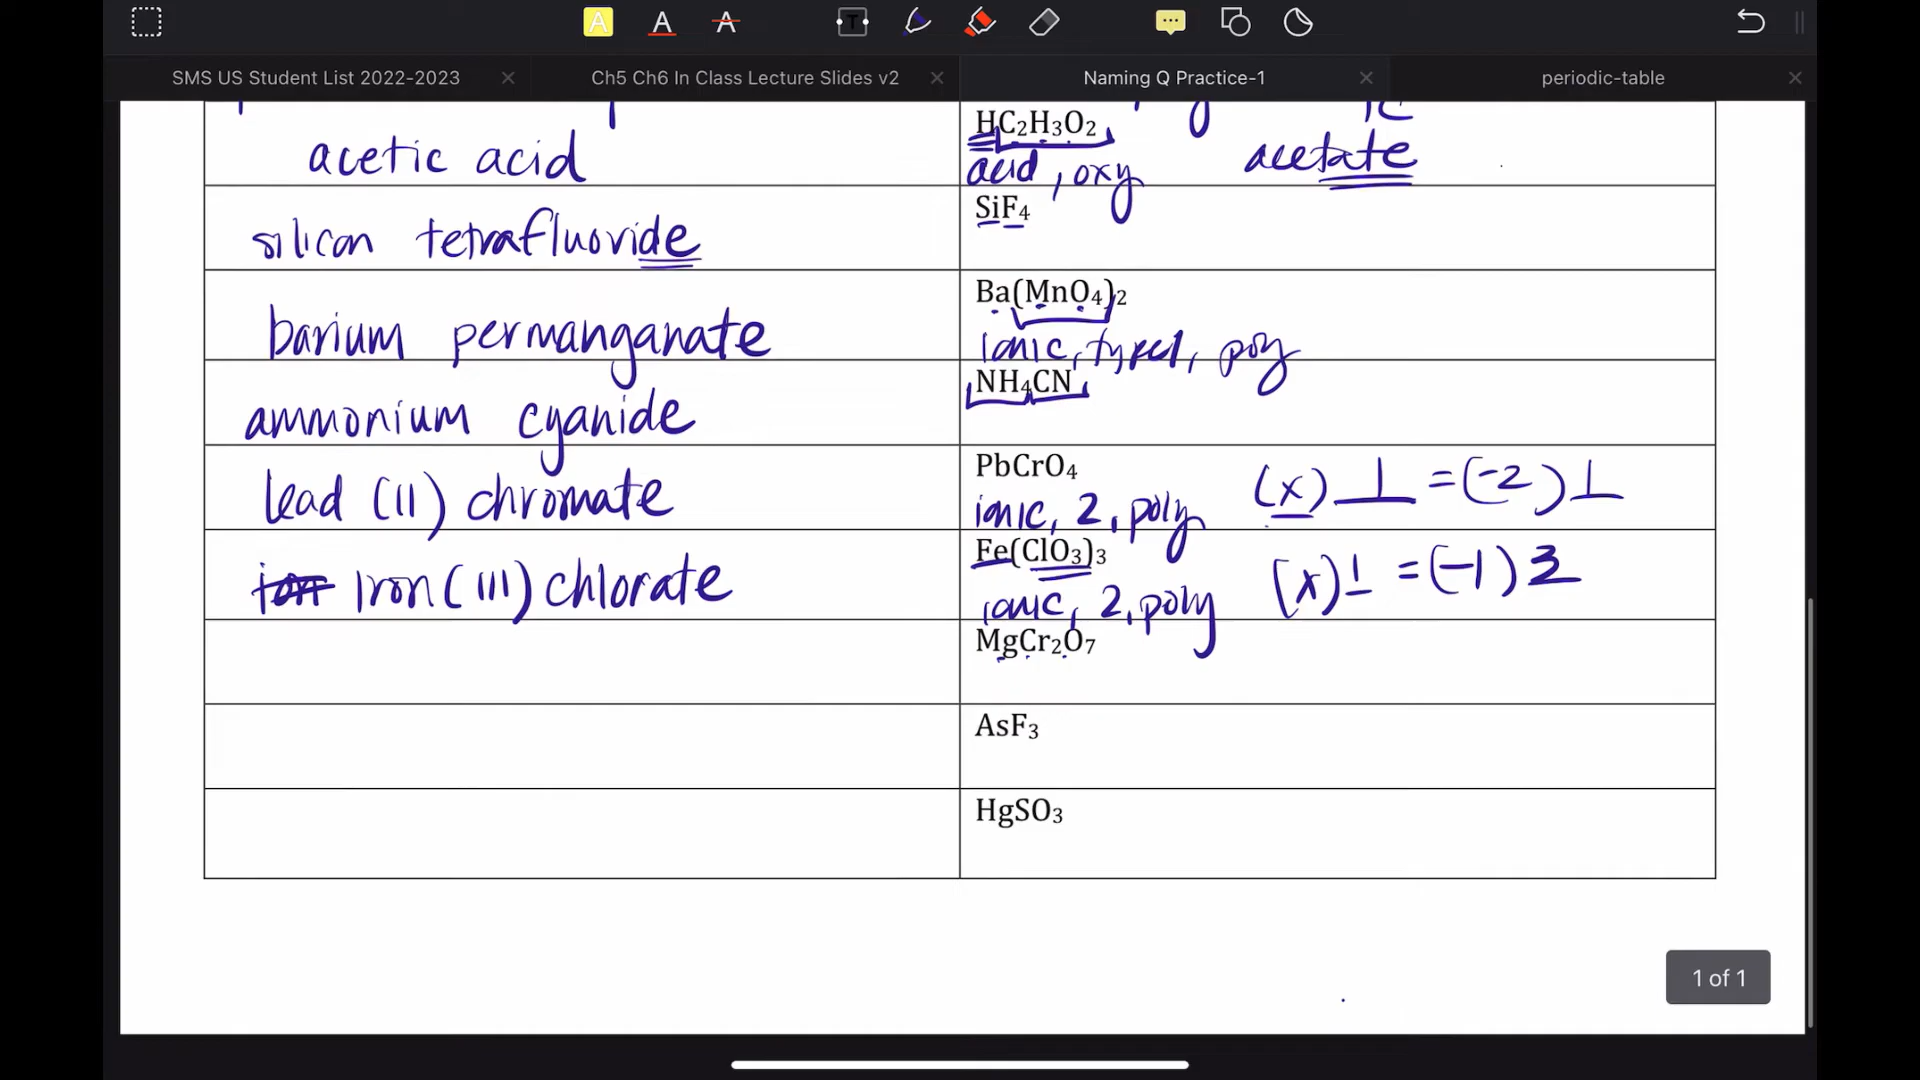 SMS US Student List 2022-2023
Ch5 Ch6 In Class Lecture Slides v2
Naming Q Practice-1
periodic-table
HC₂H₃O₂
acetic acid
acid, oxy
acetate
SiF₄
silicon tetrafluoride
Ba(MnO₄)₂
barium permanganate
ionic, type1, poy
NH₄CN
ammonium cyanide
PbCrO₄
(x) 1 = (-2) 1
lead (II) chromate
ionic, 2, poly
Fe(ClO₃)₃
(x) 1 = (-1) 3
Iron (III) chlorate
ionic, 2, poly
MgCr₂O₇
AsF₃
HgSO₃
1 of 1